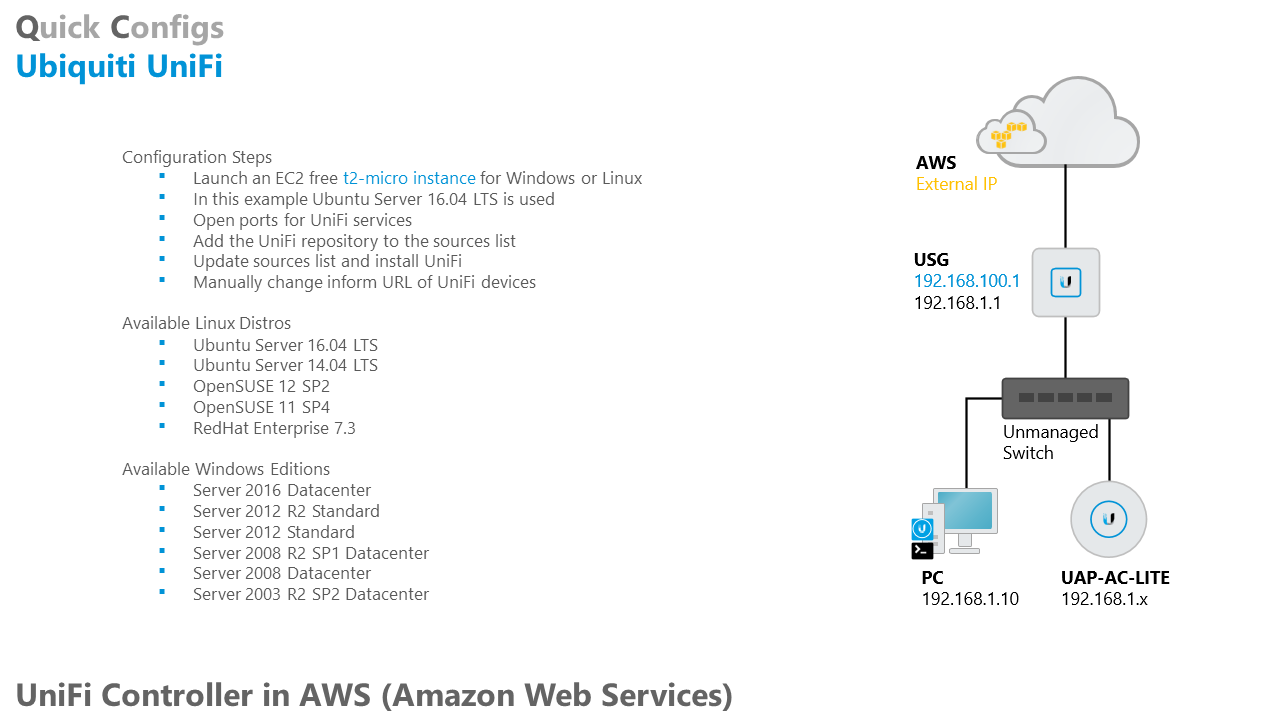 Quick Configs
Ubiquiti UniFi
Configuration Steps
Launch an EC2 free t2-micro instance for Windows or Linux
In this example Ubuntu Server 16.04 LTS is used
Open ports for UniFi services
Add the UniFi repository to the sources list
Update sources list and install UniFi
Manually change inform URL of UniFi devices
Available Linux Distros
Ubuntu Server 16.04 LTS
Ubuntu Server 14.04 LTS
OpenSUSE 12 SP2
OpenSUSE 11 SP4
RedHat Enterprise 7.3
Available Windows Editions
Server 2016 Datacenter
Server 2012 R2 Standard
Server 2012 Standard
Server 2008 R2 SP1 Datacenter
Server 2008 Datacenter
Server 2003 R2 SP2 Datacenter
AWS
External IP
USG
192.168.100.1
192.168.1.1
Unmanaged
Switch
PC
192.168.1.10
UAP-AC-LITE
192.168.1.x
UniFi Controller in AWS (Amazon Web Services)